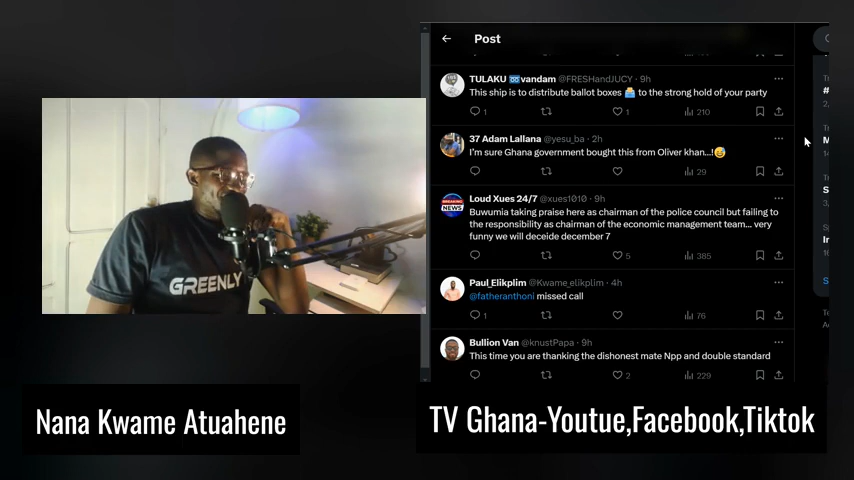 Post
TULAKU vandam @FRESHandJUCY · 9h
This ship is to distribute ballot boxes to the strong hold of your party
1
1
210
37 Adam Lallana @yesu_ba · 2h
I'm sure Ghana government bought this from Oliver khan...!
29
BREAKING NEWS
Loud Xues 24/7 @xues1010 · 9h
Buwumia taking praise here as chairman of the police council but failing to
the responsibility as chairman of the economic management team... very
funny we will deceide december 7
5
385
Paul_Elikplim @Kwame_elikplim · 4h
@fatheranthoni missed call
1
76
Bullion Van @knustPapa · 9h
This time you are thanking the dishonest mate Npp and double standard
2
229
GREENLY
Nana Kwame Atuahene
TV Ghana-Youtue,Facebook,Tiktok